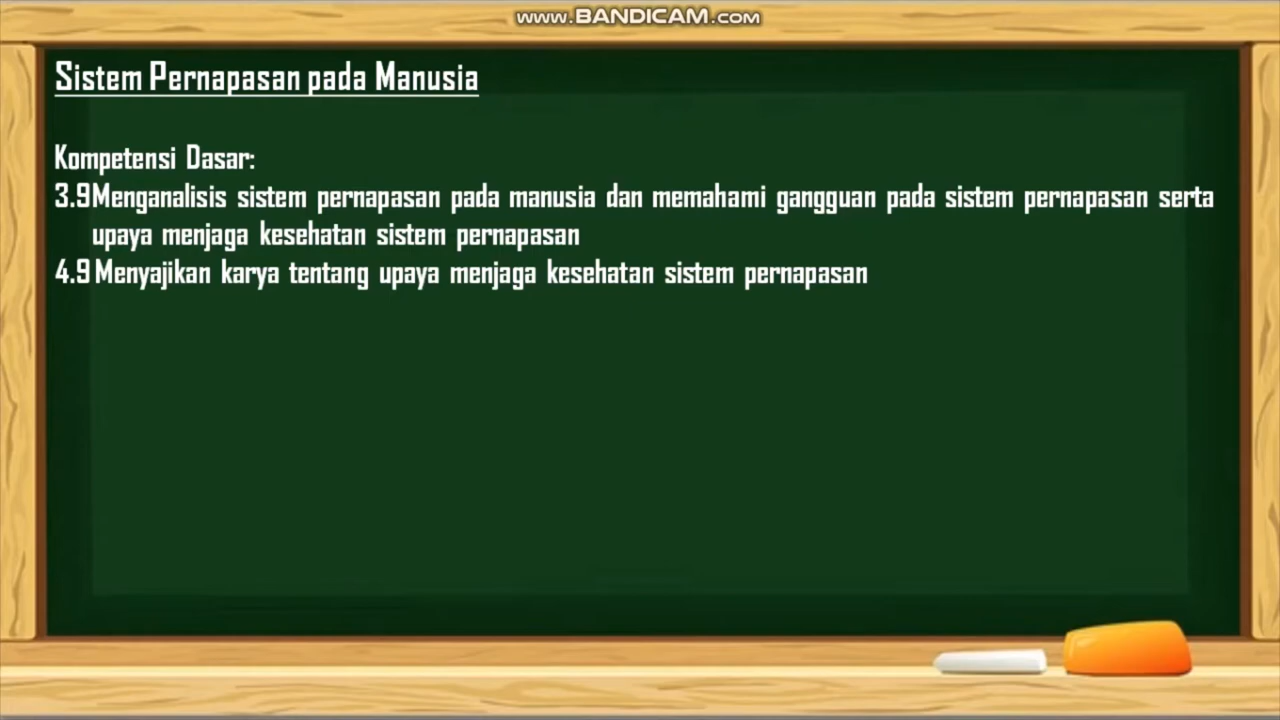 www.BANDICAM.com
Sistem Pernapasan pada Manusia
Kompetensi Dasar:
3.9Menganalisis sistem pernapasan pada manusia dan memahami gangguan pada sistem pernapasan serta
upaya menjaga kesehatan sistem pernapasan
4.9 Menyajikan karya tentang upaya menjaga kesehatan sistem pernapasan